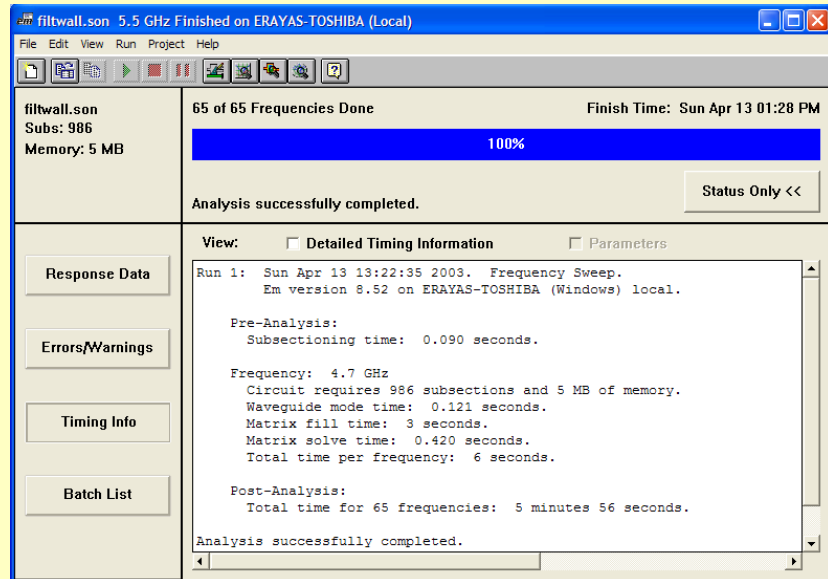 em filtwall.son 5.5 GHz Finished on ERAYAS-TOSHIBA (Local)
File Edit View Run Project Help
filtwall.son
Subs: 986
Memory: 5 MB
65 of 65 Frequencies Done
Finish Time: Sun Apr 13 01:28 PM
100%
Analysis successfully completed.
Status Only <<
View: Detailed Timing Information Parameters
Response Data
Errors/Warnings
Timing Info
Batch List
Run 1: Sun Apr 13 13:22:35 2003. Frequency Sweep.
Em version 8.52 on ERAYAS-TOSHIBA (Windows) local.
Pre-Analysis:
Subsectioning time: 0.090 seconds.
Frequency: 4.7 GHz
Circuit requires 986 subsections and 5 MB of memory.
Waveguide mode time: 0.121 seconds.
Matrix fill time: 3 seconds.
Matrix solve time: 0.420 seconds.
Total time per frequency: 6 seconds.
Post-Analysis:
Total time for 65 frequencies: 5 minutes 56 seconds.
Analysis successfully completed.